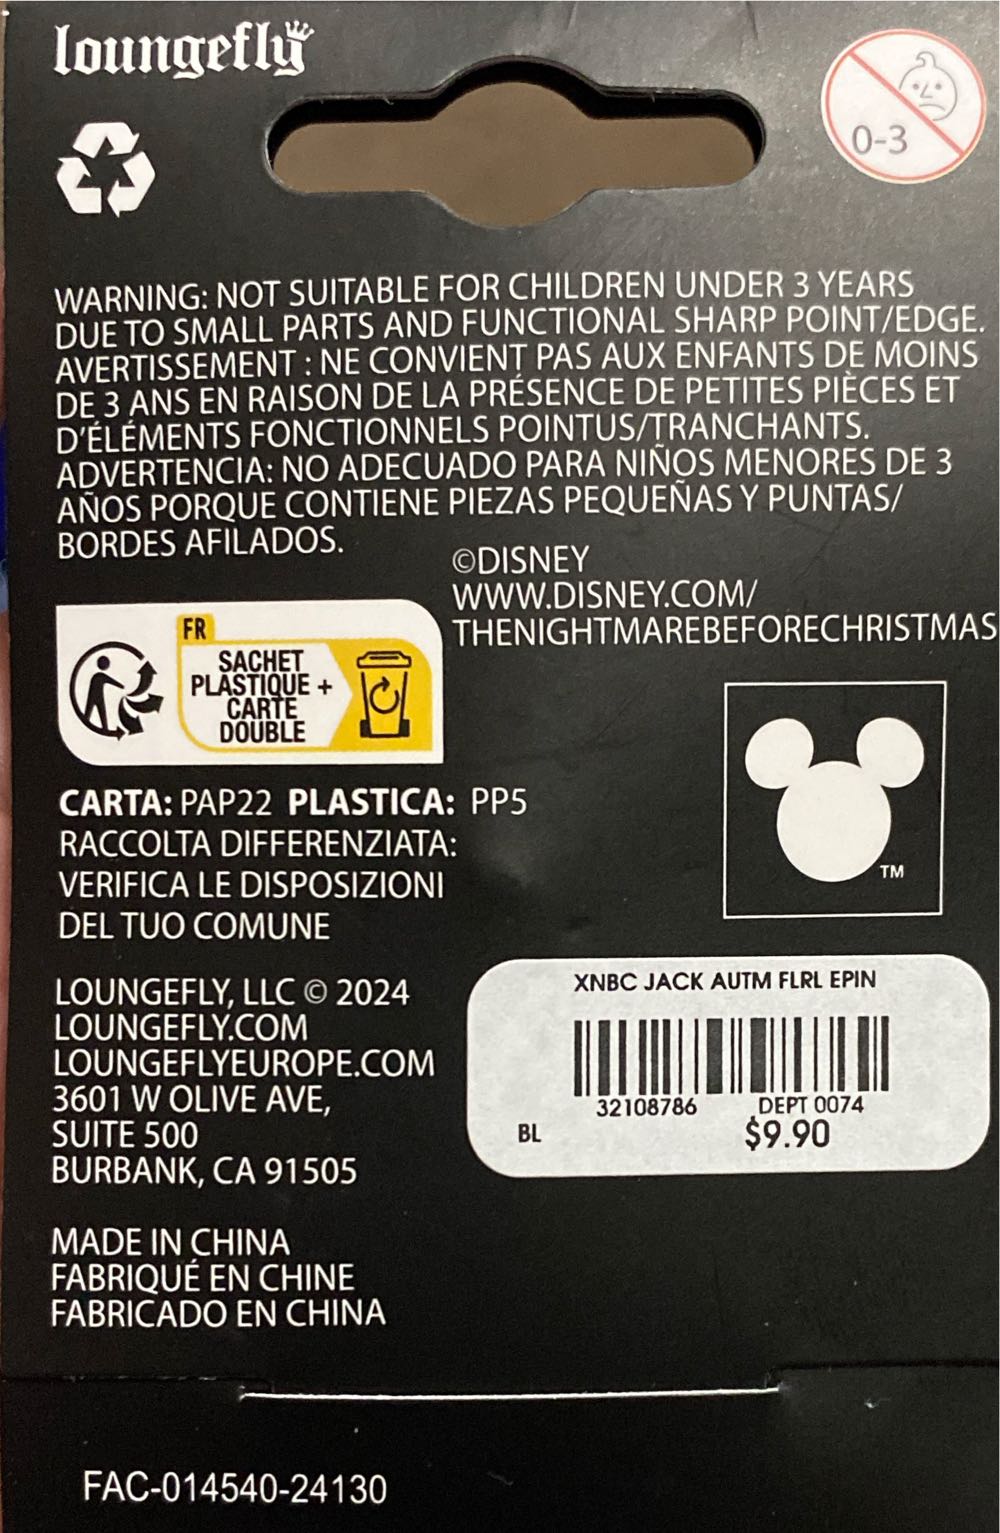 loungefly
0-3
WARNING: NOT SUITABLE FOR CHILDREN UNDER 3 YEARS
DUE TO SMALL PARTS AND FUNCTIONAL SHARP POINT/EDGE.
AVERTISSEMENT : NE CONVIENT PAS AUX ENFANTS DE MOINS
DE 3 ANS EN RAISON DE LA PRÉSENCE DE PETITES PIÈCES ET
D'ÉLÉMENTS FONCTIONNELS POINTUS/TRANCHANTS.
ADVERTENCIA: NO ADECUADO PARA NIÑOS MENORES DE 3
AÑOS PORQUE CONTIENE PIEZAS PEQUEÑAS Y PUNTAS/
BORDES AFILADOS.
©DISNEY
WWW.DISNEY.COM/
THENIGHTMAREBEFORECHRISTMAS
FR
SACHET
PLASTIQUE +
CARTE
DOUBLE
CARTA: PAP22 PLASTICA: PP5
RACCOLTA DIFFERENZIATA:
VERIFICA LE DISPOSIZIONI
DEL TUO COMUNE
TM
LOUNGEFLY, LLC © 2024
LOUNGEFLY.COM
LOUNGEFLYEUROPE.COM
3601 W OLIVE AVE,
SUITE 500
BURBANK, CA 91505
XNBC JACK AUTM FLRL EPIN
32108786 DEPT 0074
BL $9.90
MADE IN CHINA
FABRIQUÉ EN CHINE
FABRICADO EN CHINA
FAC-014540-24130